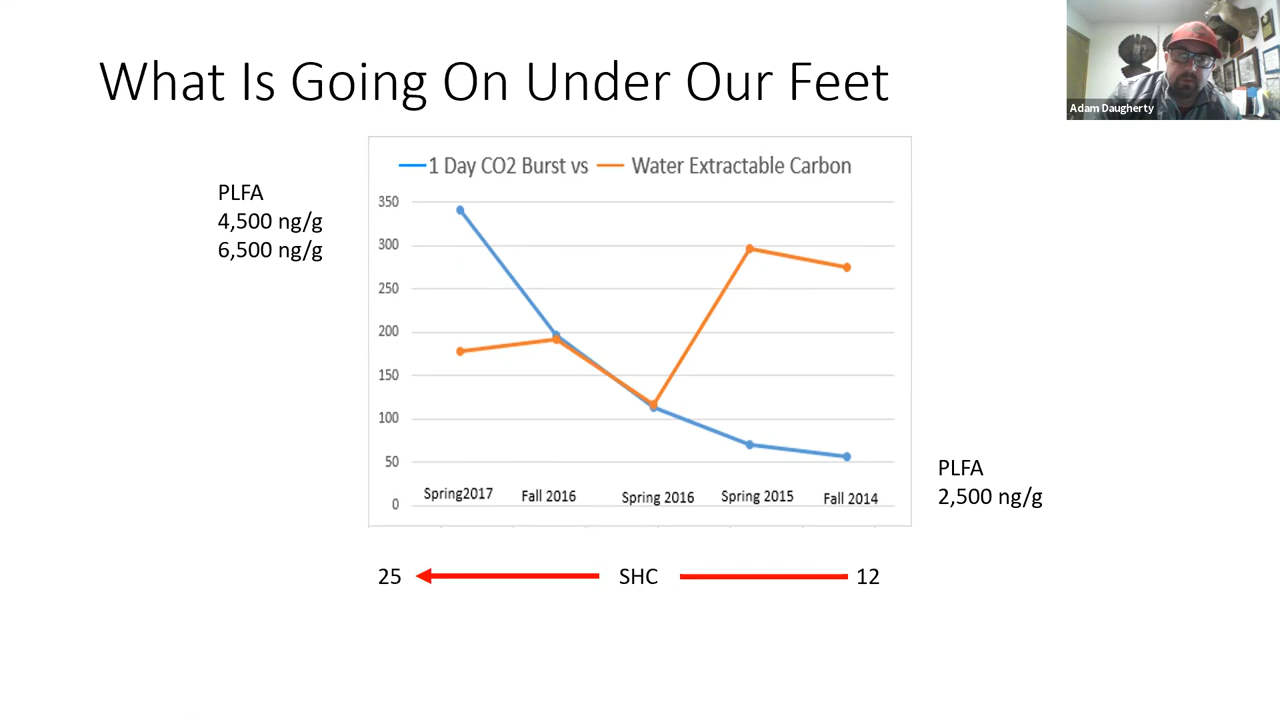 What Is Going On Under Our Feet
Adam Daugherty
PLFA
4,500 ng/g
6,500 ng/g
1 Day CO2 Burst vs Water Extractable Carbon
350
300
250
200
150
100
50
0
Spring2017 Fall 2016 Spring 2016 Spring 2015 Fall 2014
PLFA
2,500 ng/g
25 SHC 12